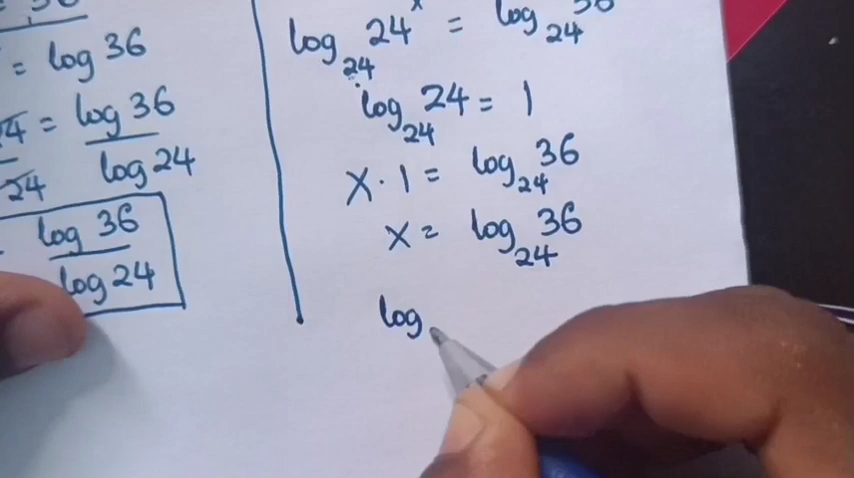 = log 36
24 = log 36
24 log 24
log 36
log 24
log₂₄ 24ˣ = log₂₄ 36
log₂₄ 24 = 1
x · 1 = log₂₄ 36
x = log₂₄ 36
log